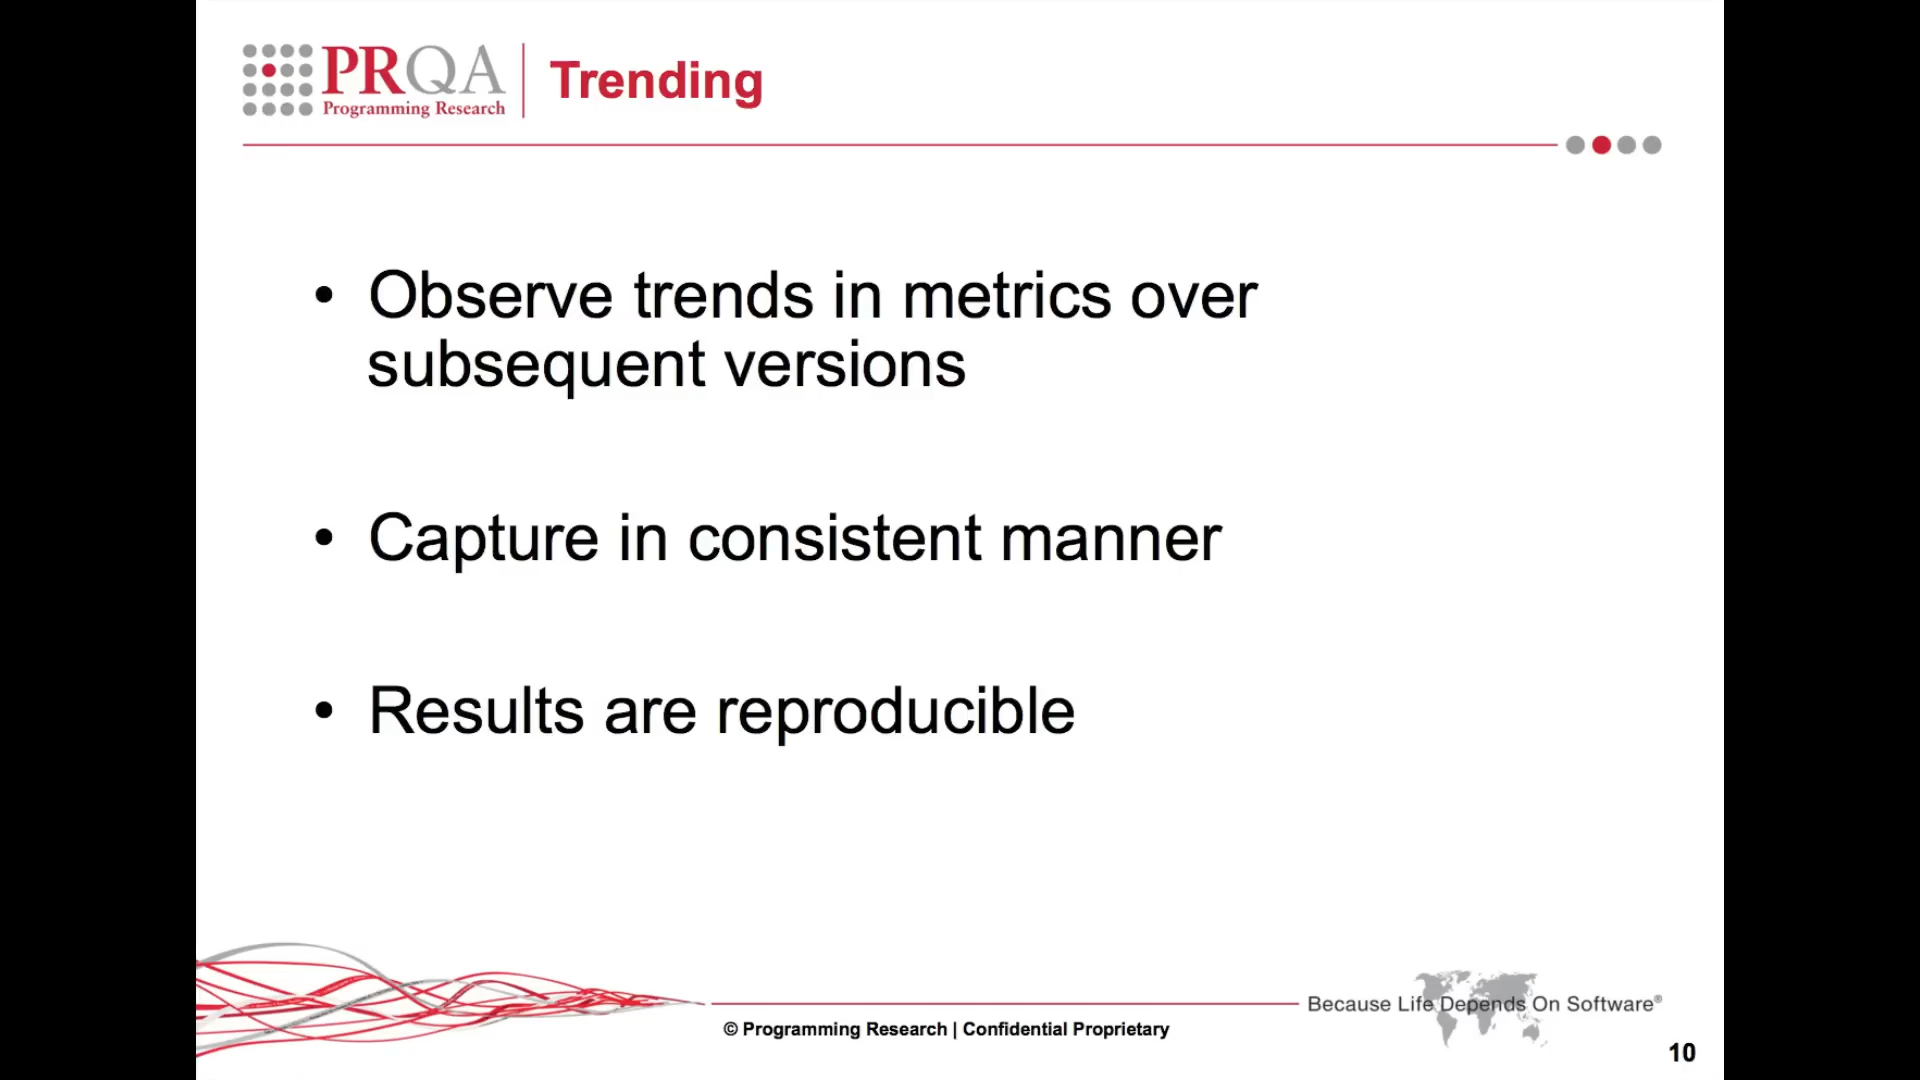 PRQA
Programming Research
Trending
• Observe trends in metrics over
subsequent versions
• Capture in consistent manner
• Results are reproducible
Because Life Depends On Software®
© Programming Research | Confidential Proprietary
10